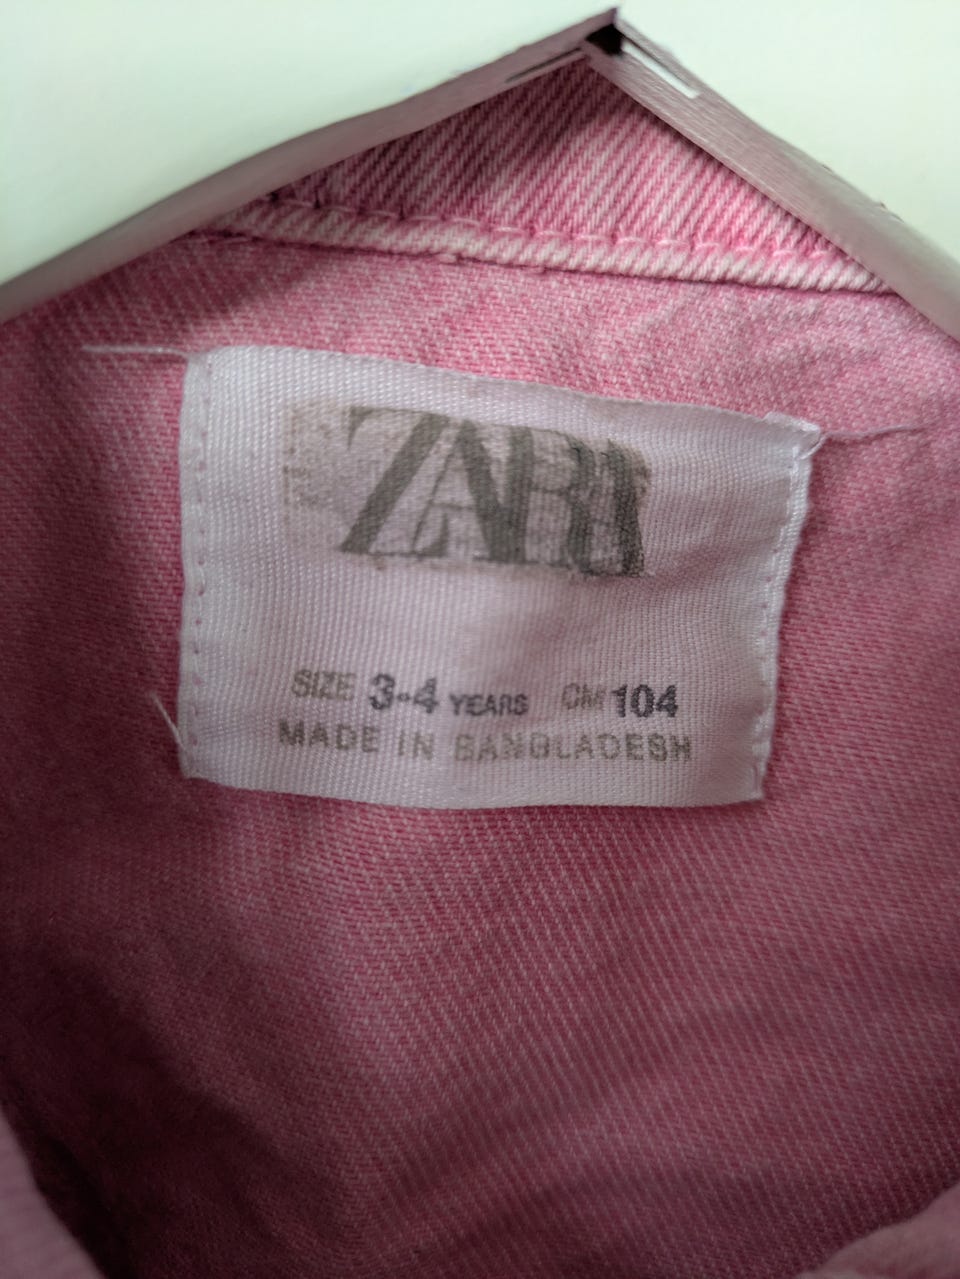 ZARA
SIZE 3-4 YEARS CM 104
MADE IN BANGLADESH